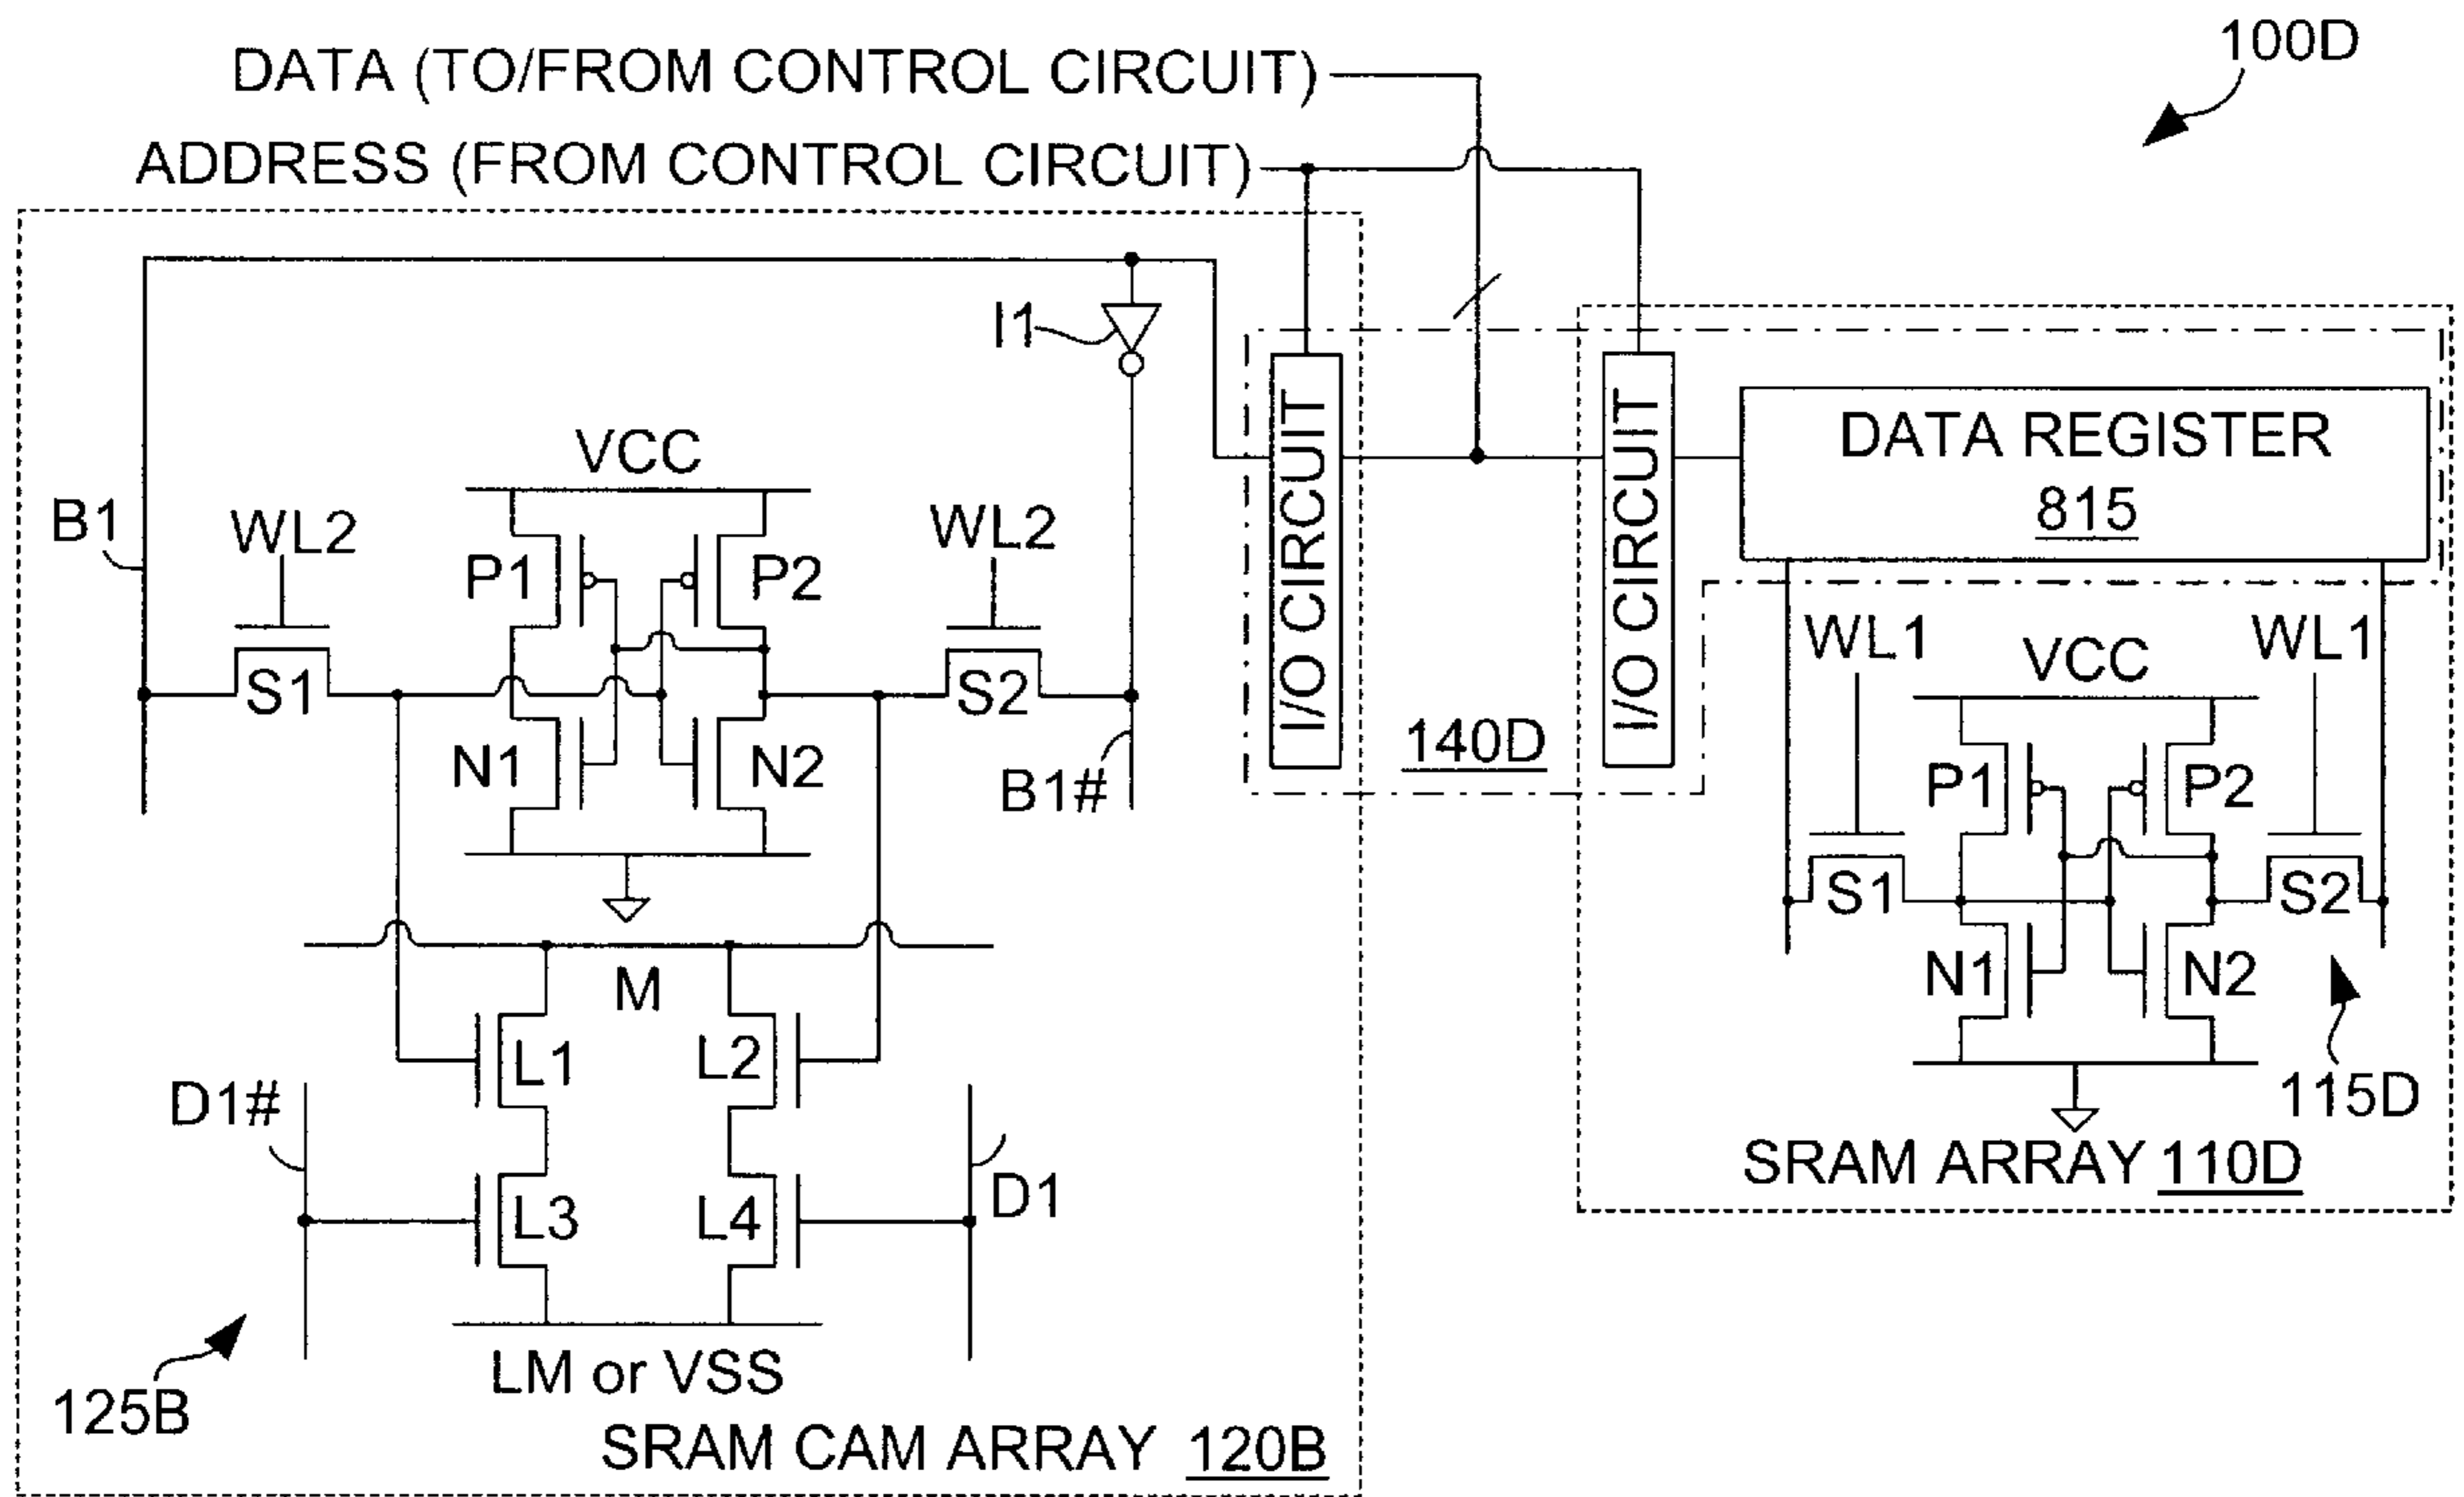 100D
DATA (TO/FROM CONTROL CIRCUIT)
ADDRESS (FROM CONTROL CIRCUIT)
I1
I/O CIRCUIT
I/O CIRCUIT
DATA REGISTER
815
140D
B1
WL2
VCC
WL2
P1
P2
S1
S2
N1
N2
B1#
M
L1
L2
D1#
D1
L3
L4
LM or VSS
125B
SRAM CAM ARRAY 120B
WL1
VCC
WL1
P1
P2
S1
S2
N1
N2
115D
SRAM ARRAY 110D